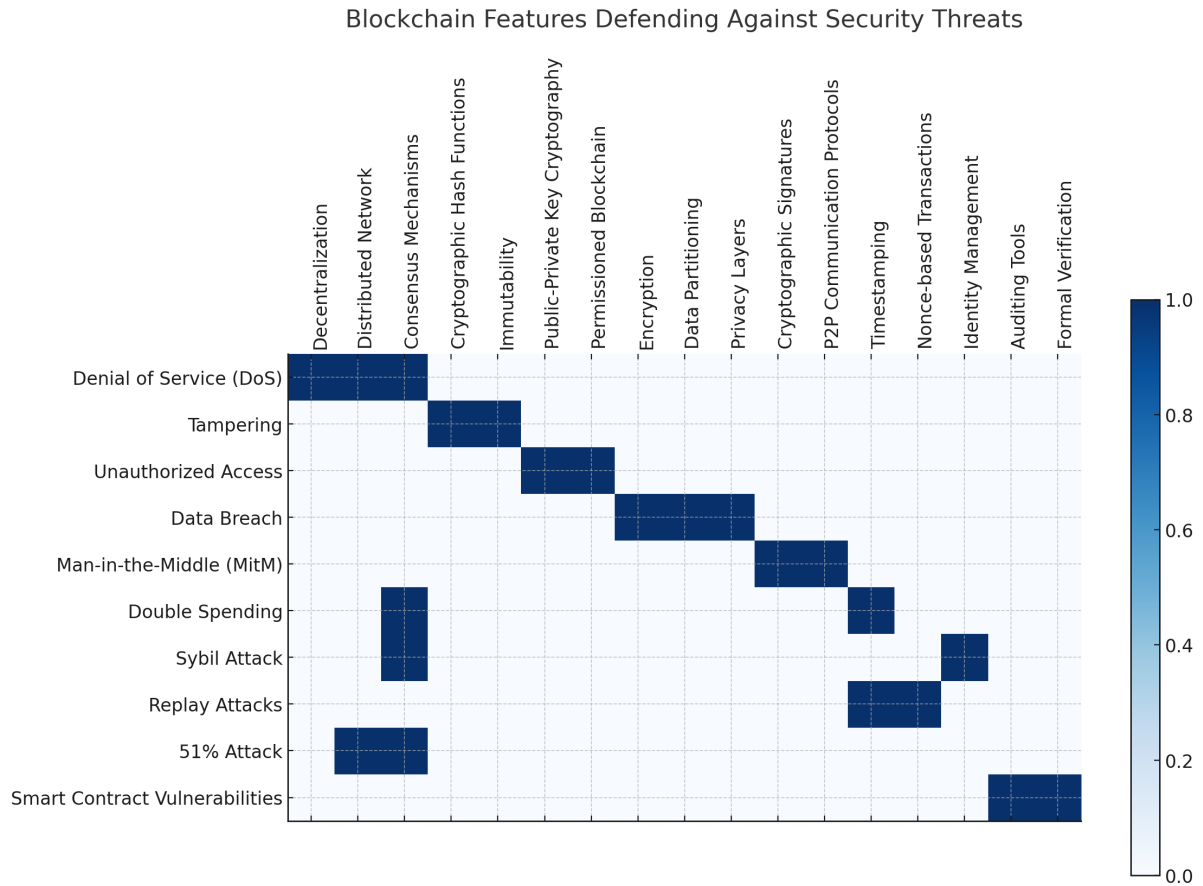 Blockchain Features Defending Against Security Threats
Decentralization
Distributed Network
Consensus Mechanisms
Cryptographic Hash Functions
Immutability
Public-Private Key Cryptography
Permissioned Blockchain
Encryption
Data Partitioning
Privacy Layers
Cryptographic Signatures
P2P Communication Protocols
Timestamping
Nonce-based Transactions
Identity Management
Auditing Tools
Formal Verification
Denial of Service (DoS)
Tampering
Unauthorized Access
Data Breach
Man-in-the-Middle (MitM)
Double Spending
Sybil Attack
Replay Attacks
51% Attack
Smart Contract Vulnerabilities
1.0
0.8
0.6
0.4
0.2
0.0